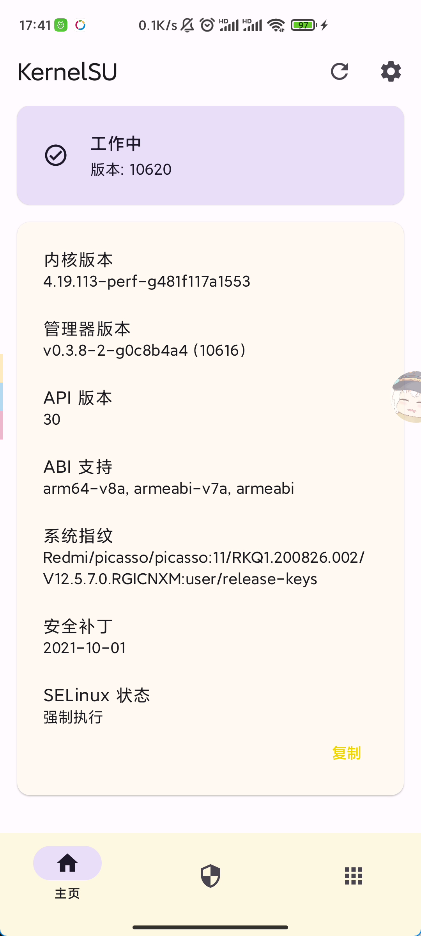 17:41
0.1K/s
HD
HD
97
KernelSU
工作中
版本: 10620
内核版本
4.19.113-perf-g481f117a1553
管理器版本
v0.3.8-2-g0c8b4a4 (10616)
API 版本
30
ABI 支持
arm64-v8a, armeabi-v7a, armeabi
系统指纹
Redmi/picasso/picasso:11/RKQ1.200826.002/
V12.5.7.0.RGICNXM:user/release-keys
安全补丁
2021-10-01
SELinux 状态
强制执行
复制
主页